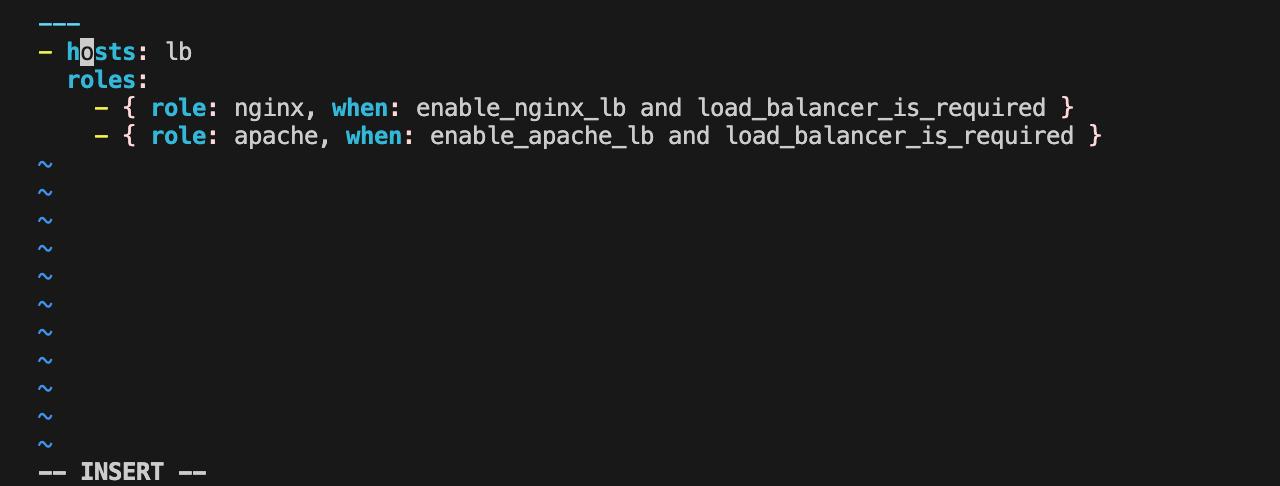 ---
- hosts: lb
  roles:
    - { role: nginx, when: enable_nginx_lb and load_balancer_is_required }
    - { role: apache, when: enable_apache_lb and load_balancer_is_required }
~
~
~
~
~
~
~
~
~
~
~
-- INSERT --